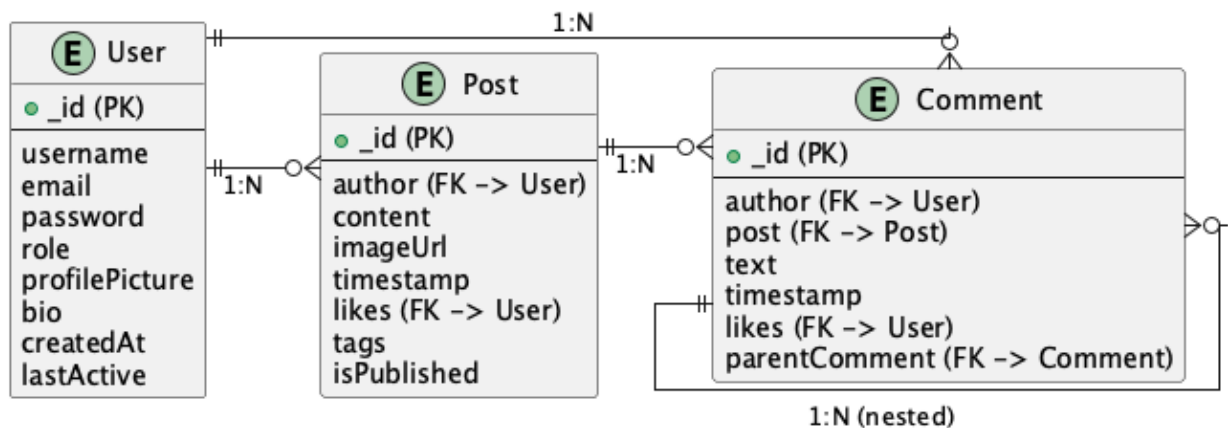 1:N
E User
_id (PK)
username
email
password
role
profilePicture
bio
createdAt
lastActive
1:N
E Post
_id (PK)
author (FK -> User)
content
imageUrl
timestamp
likes (FK -> User)
tags
isPublished
1:N
E Comment
_id (PK)
author (FK -> User)
post (FK -> Post)
text
timestamp
likes (FK -> User)
parentComment (FK -> Comment)
1:N (nested)